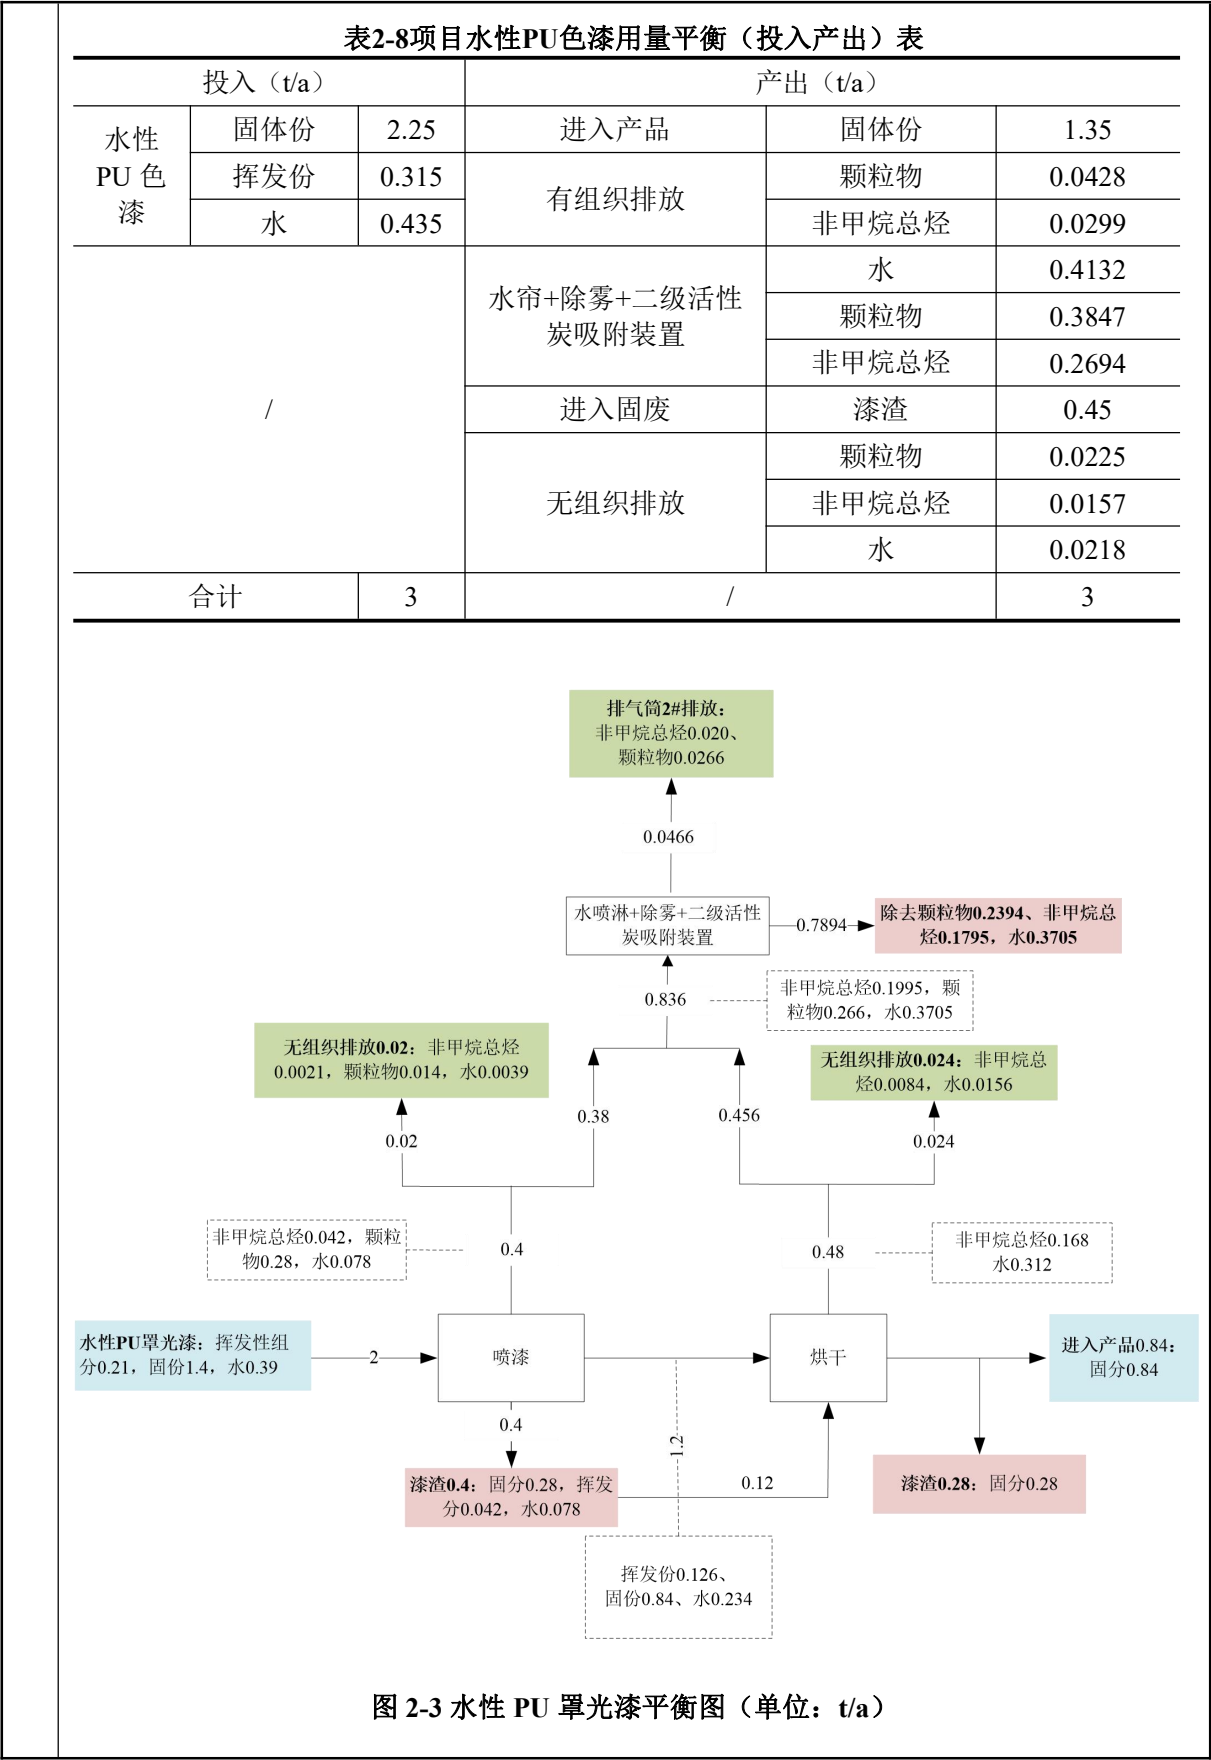 表2-8项目水性PU色漆用量平衡（投入产出）表
投入（t/a）
产出（t/a）
水性
PU 色
漆
固体份
2.25
进入产品
固体份
1.35
挥发份
0.315
有组织排放
颗粒物
0.0428
水
0.435
非甲烷总烃
0.0299
/
水帘+除雾+二级活性
炭吸附装置
水
0.4132
颗粒物
0.3847
非甲烷总烃
0.2694
进入固废
漆渣
0.45
无组织排放
颗粒物
0.0225
非甲烷总烃
0.0157
水
0.0218
合计
3
/
3
排气筒2#排放：
非甲烷总烃0.020、
颗粒物0.0266
0.0466
水喷淋+除雾+二级活性
炭吸附装置
0.7894
除去颗粒物0.2394、非甲烷总
烃0.1795，水0.3705
0.836
非甲烷总烃0.1995，颗
粒物0.266，水0.3705
无组织排放0.02：非甲烷总烃
0.0021，颗粒物0.014，水0.0039
无组织排放0.024：非甲烷总
烃0.0084，水0.0156
0.02
0.38
0.456
0.024
非甲烷总烃0.042，颗粒
物0.28，水0.078
0.4
0.48
非甲烷总烃0.168
水0.312
水性PU罩光漆：挥发性组
分0.21，固份1.4，水0.39
2
喷漆
烘干
进入产品0.84：
固分0.84
0.4
1.2
漆渣0.4：固分0.28，挥发
分0.042，水0.078
0.12
漆渣0.28：固分0.28
挥发份0.126、
固份0.84、水0.234
图 2-3 水性 PU 罩光漆平衡图（单位：t/a）